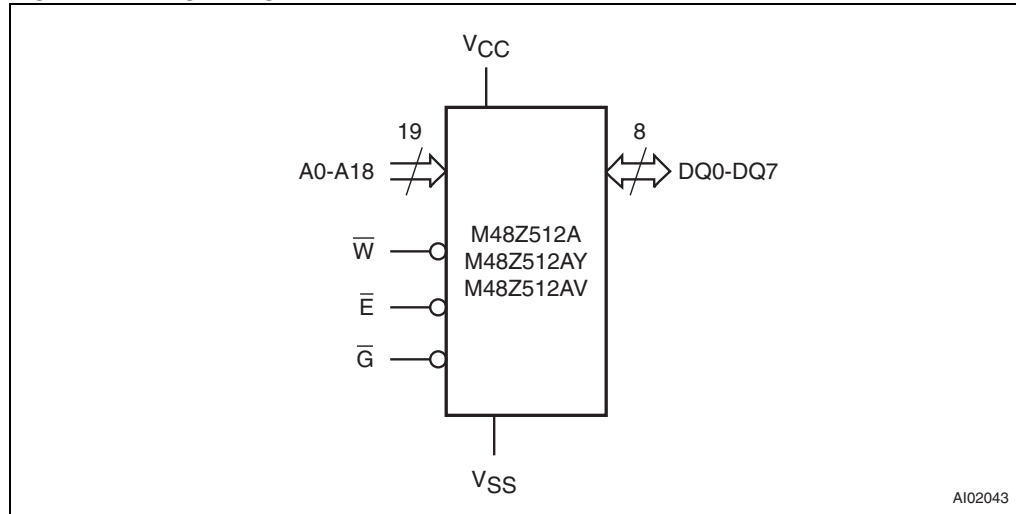 VCC
19
8
A0-A18
DQ0-DQ7
M48Z512A
W̅
M48Z512AY
M48Z512AV
E̅
G̅
VSS
AI02043